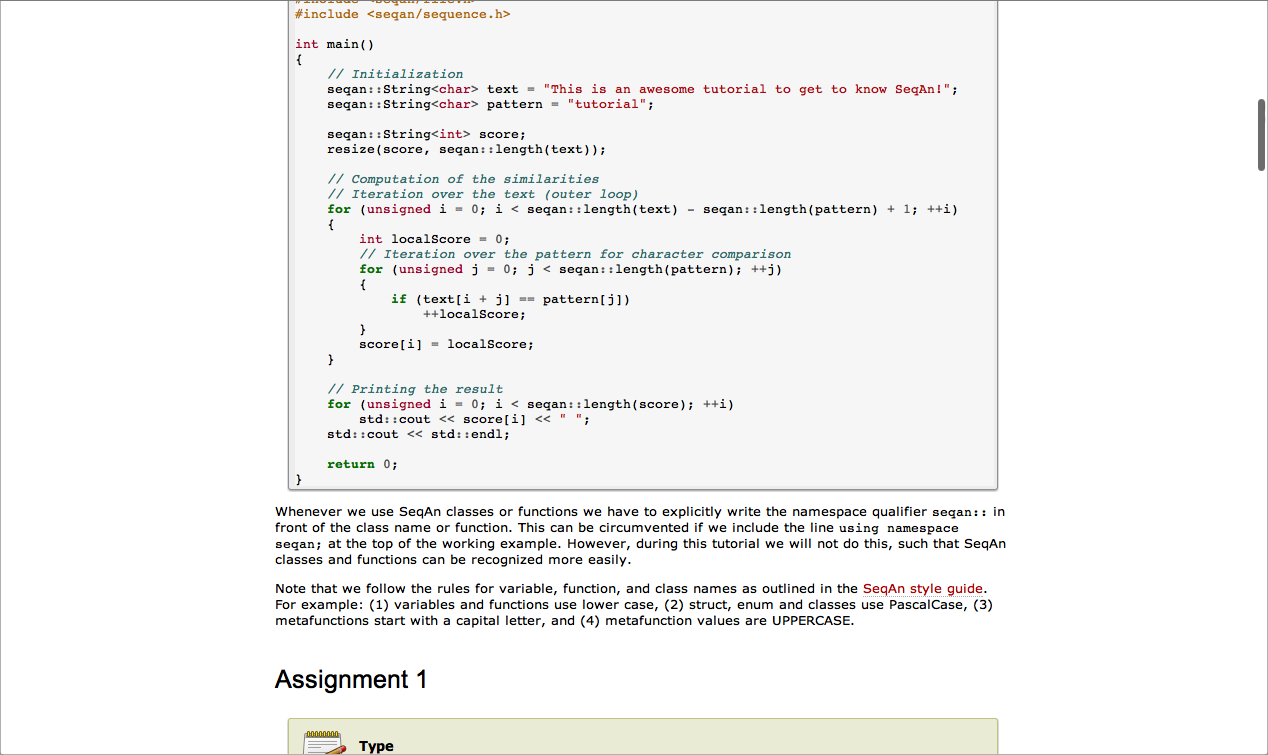 #include <seqan/file.h>
#include <seqan/sequence.h>
int main()
{
// Initialization
seqan::String<char> text = "This is an awesome tutorial to get to know SeqAn!";
seqan::String<char> pattern = "tutorial";
seqan::String<int> score;
resize(score, seqan::length(text));
// Computation of the similarities
// Iteration over the text (outer loop)
for (unsigned i = 0; i < seqan::length(text) - seqan::length(pattern) + 1; ++i)
{
int localScore = 0;
// Iteration over the pattern for character comparison
for (unsigned j = 0; j < seqan::length(pattern); ++j)
{
if (text[i + j] == pattern[j])
++localScore;
}
score[i] = localScore;
}
// Printing the result
for (unsigned i = 0; i < seqan::length(score); ++i)
std::cout << score[i] << " ";
std::cout << std::endl;
return 0;
}
Whenever we use SeqAn classes or functions we have to explicitly write the namespace qualifier seqan:: in
front of the class name or function. This can be circumvented if we include the line using namespace
seqan; at the top of the working example. However, during this tutorial we will not do this, such that SeqAn
classes and functions can be recognized more easily.
Note that we follow the rules for variable, function, and class names as outlined in the SeqAn style guide.
For example: (1) variables and functions use lower case, (2) struct, enum and classes use PascalCase, (3)
metafunctions start with a capital letter, and (4) metafunction values are UPPERCASE.
Assignment 1
Type